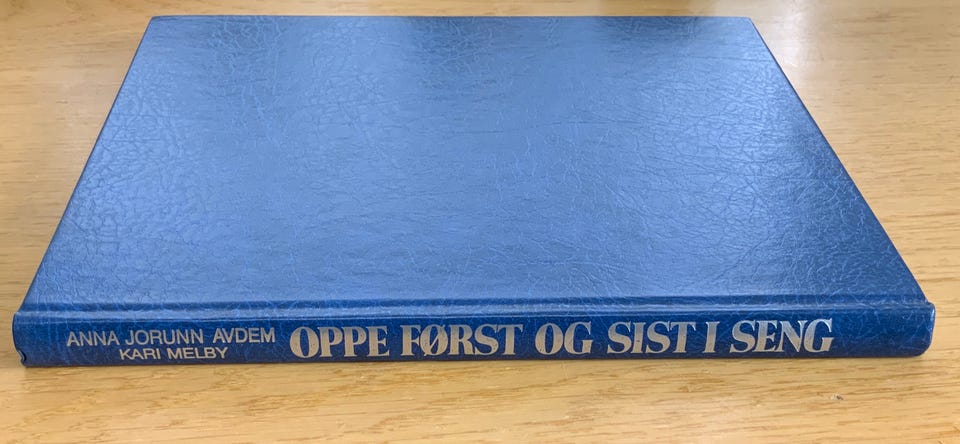 ANNA JORUNN AVDEM
KARI MELBY
OPPE FØRST OG SIST I SENG